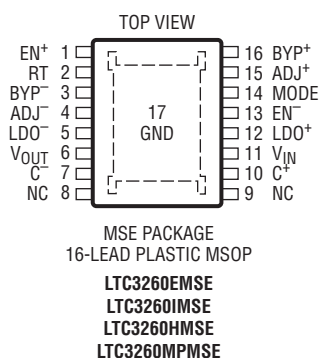 TOP VIEW
EN⁺ 1 16 BYP⁺
RT 2 15 ADJ⁺
BYP⁻ 3 14 MODE
ADJ⁻ 4 17 13 EN⁻
LDO⁻ 5 GND 12 LDO⁺
VOUT 6 11 VIN
C⁻ 7 10 C⁺
NC 8 9 NC
MSE PACKAGE
16-LEAD PLASTIC MSOP
LTC3260EMSE
LTC3260IMSE
LTC3260HMSE
LTC3260MPMSE